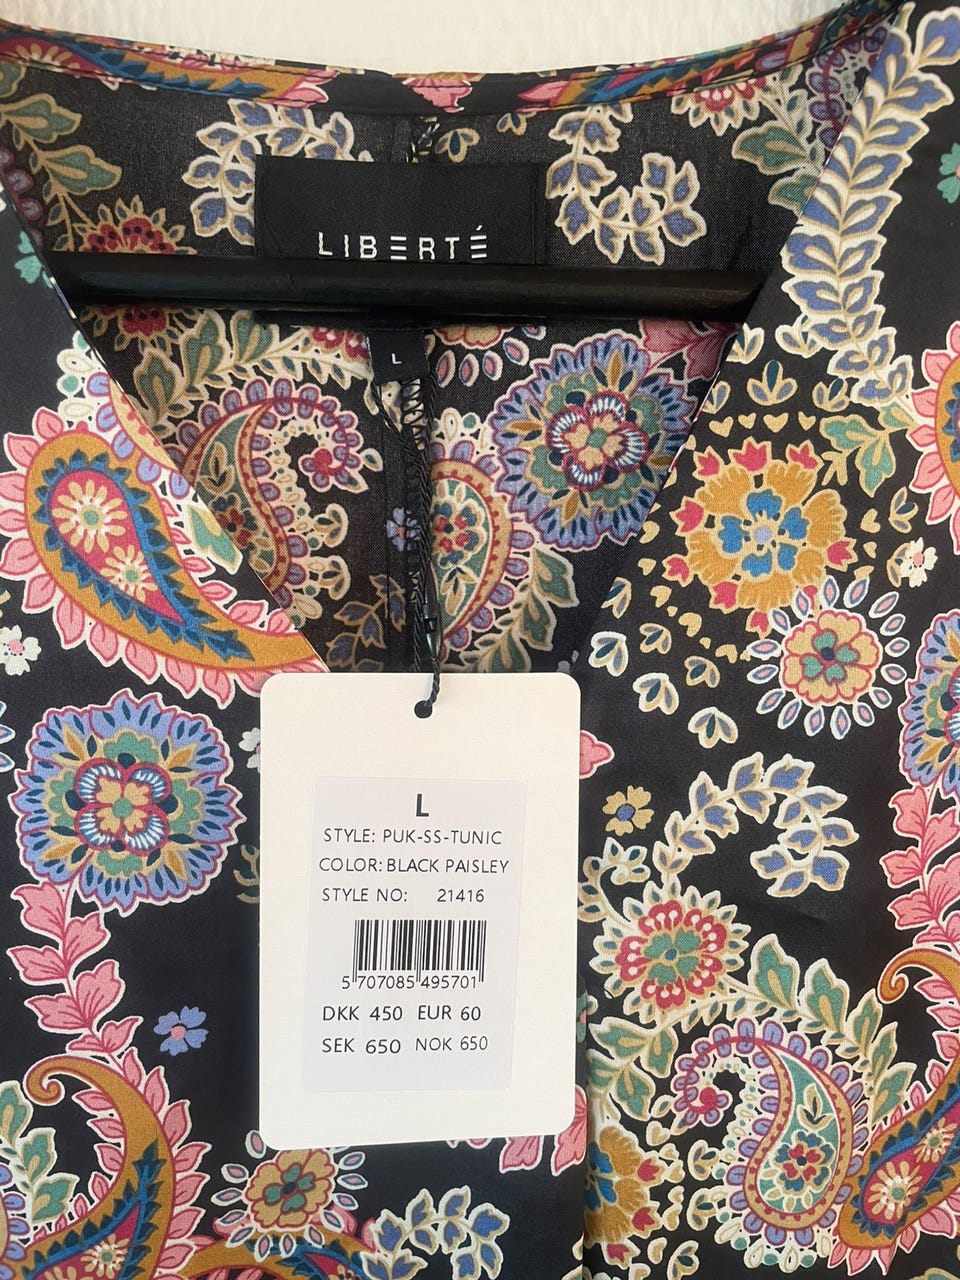 LIBERTÉ
L
L
STYLE: PUK-SS-TUNIC
COLOR: BLACK PAISLEY
STYLE NO: 21416
5 707085 495701
DKK 450 EUR 60
SEK 650 NOK 650